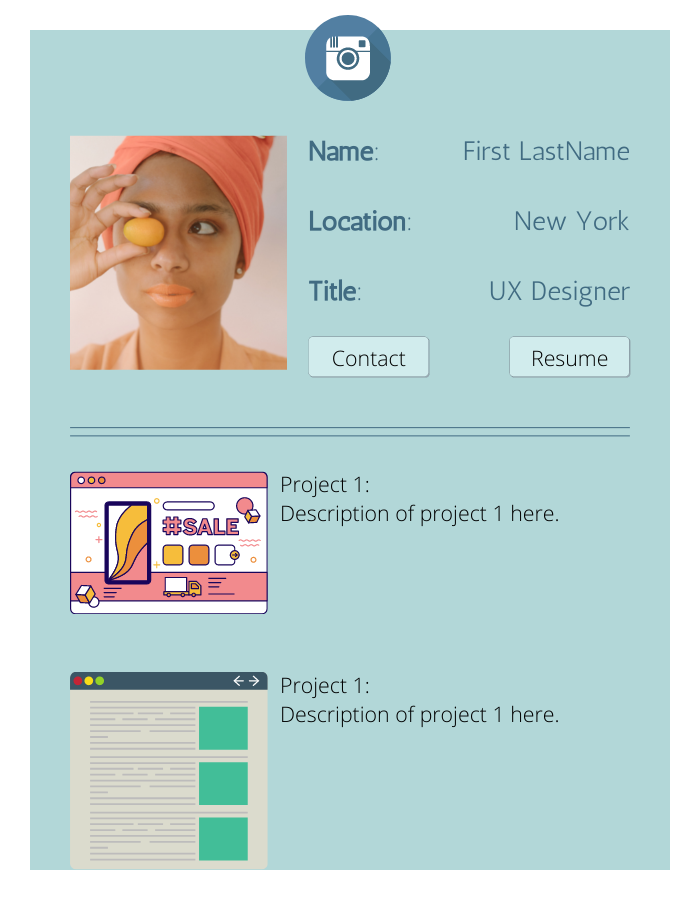 Name: First LastName
Location: New York
Title: UX Designer
Contact Resume
Project 1:
Description of project 1 here.
#SALE
Project 1:
Description of project 1 here.